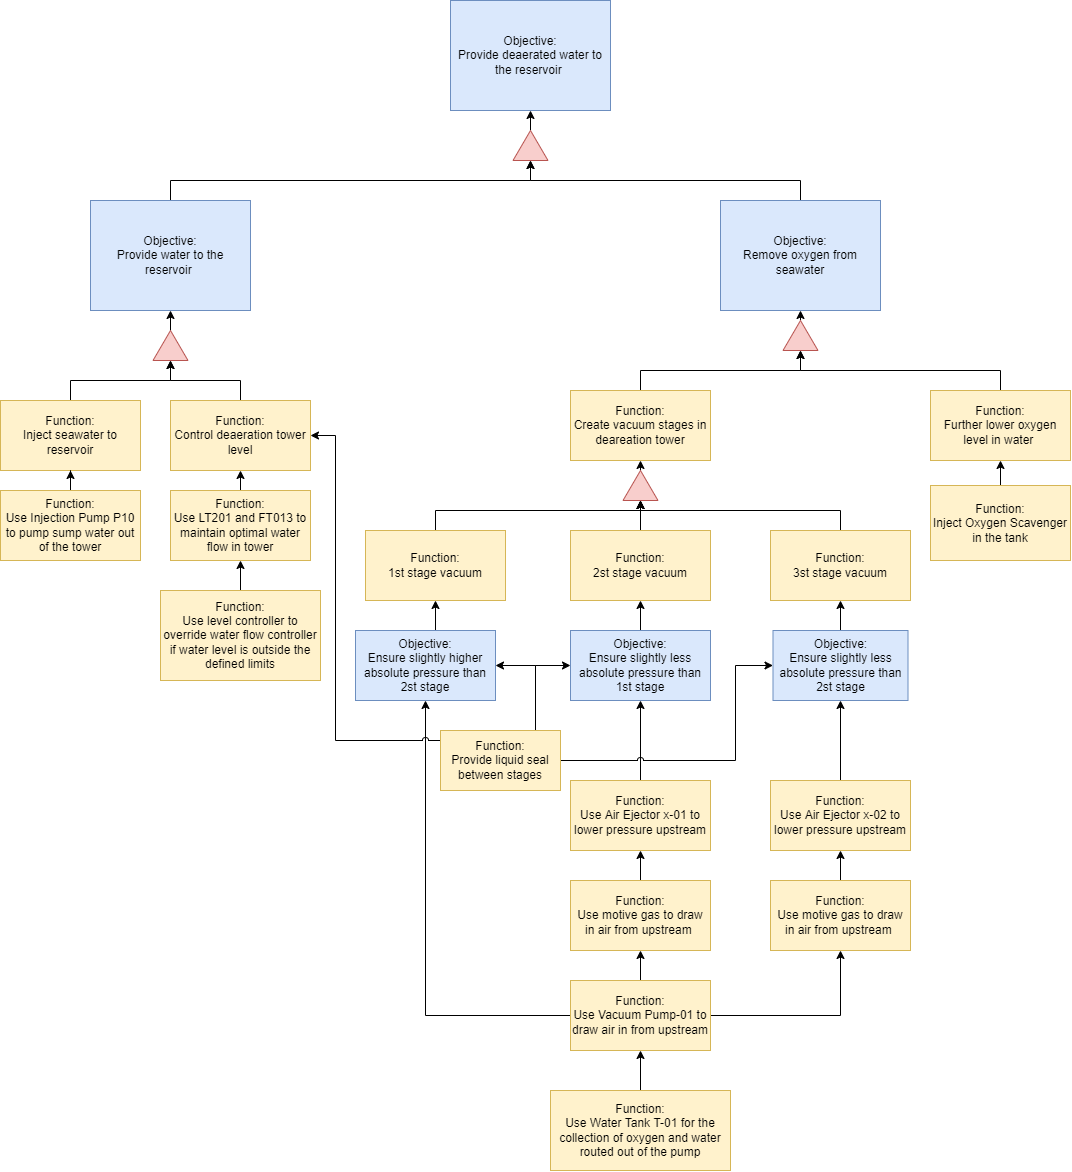 Objective:
Provide deaerated water to
the reservoir
Objective:
Provide water to the
reservoir
Objective:
Remove oxygen from
seawater
Function:
Inject seawater to
reservoir
Function:
Control deaeration tower
level
Function:
Create vacuum stages in
deareation tower
Function:
Further lower oxygen
level in water
Function:
Use Injection Pump P10
to pump sump water out
of the tower
Function:
Use LT201 and FT013 to
maintain optimal water
flow in tower
Function:
Inject Oxygen Scavenger
in the tank
Function:
1st stage vacuum
Function:
2st stage vacuum
Function:
3st stage vacuum
Function:
Use level controller to
override water flow controller
if water level is outside the
defined limits
Objective:
Ensure slightly higher
absolute pressure than
2st stage
Objective:
Ensure slightly less
absolute pressure than
1st stage
Objective:
Ensure slightly less
absolute pressure than
2st stage
Function:
Provide liquid seal
between stages
Function:
Use Air Ejector x-01 to
lower pressure upstream
Function:
Use Air Ejector x-02 to
lower pressure upstream
Function:
Use motive gas to draw
in air from upstream
Function:
Use motive gas to draw
in air from upstream
Function:
Use Vacuum Pump-01 to
draw air in from upstream
Function:
Use Water Tank T-01 for the
collection of oxygen and water
routed out of the pump